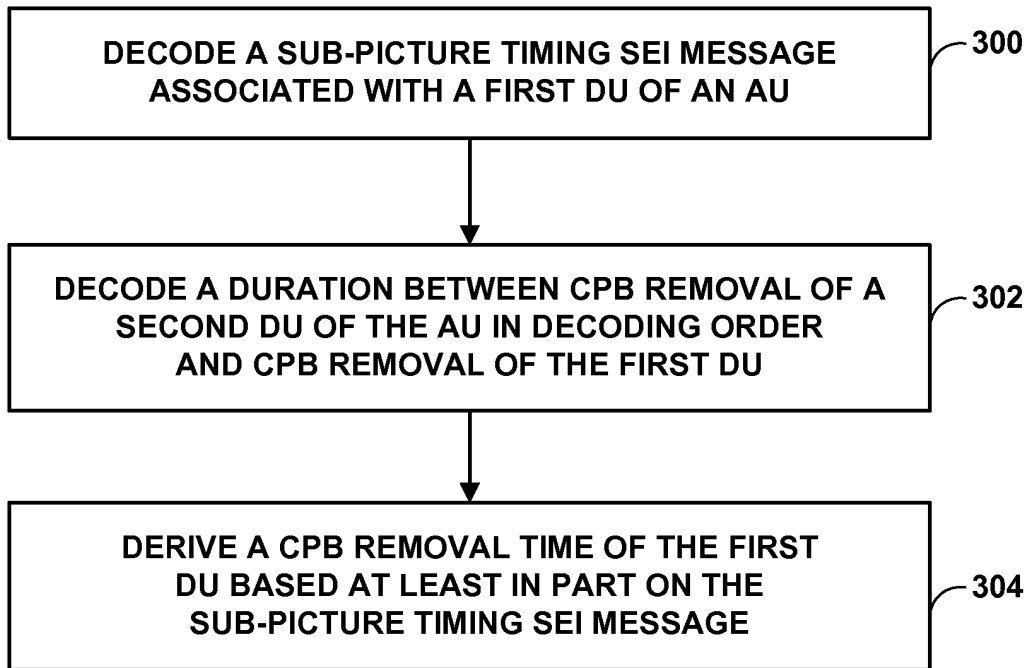 DECODE A SUB-PICTURE TIMING SEI MESSAGE
ASSOCIATED WITH A FIRST DU OF AN AU
300
DECODE A DURATION BETWEEN CPB REMOVAL OF A
SECOND DU OF THE AU IN DECODING ORDER
AND CPB REMOVAL OF THE FIRST DU
302
DERIVE A CPB REMOVAL TIME OF THE FIRST
DU BASED AT LEAST IN PART ON THE
SUB-PICTURE TIMING SEI MESSAGE
304